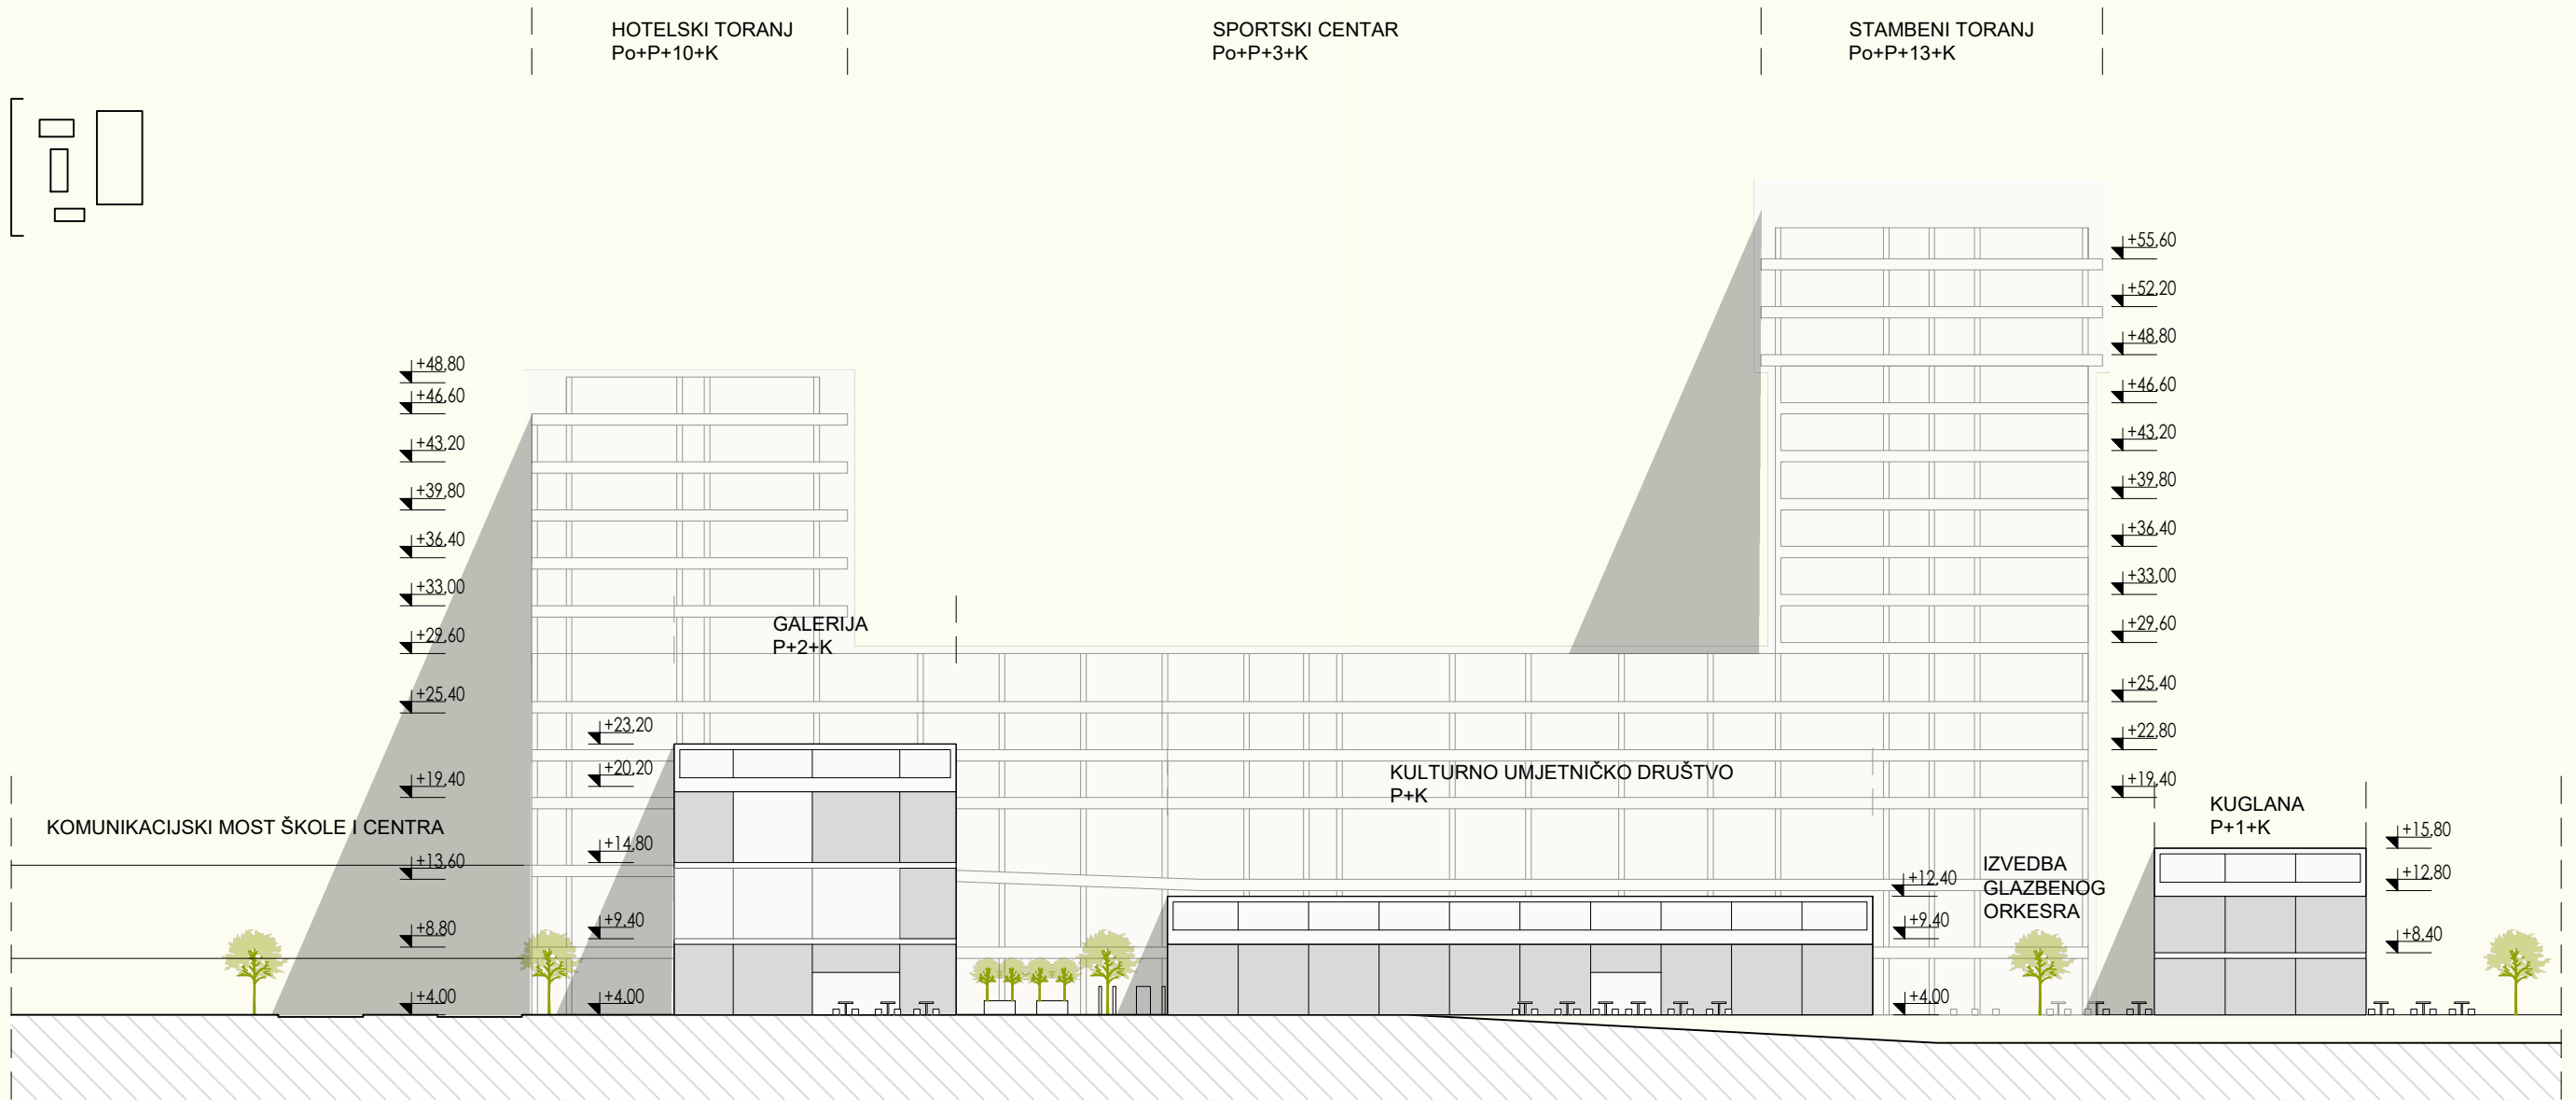 HOTELSKI TORANJ
Po+P+10+K
SPORTSKI CENTAR
Po+P+3+K
STAMBENI TORANJ
Po+P+13+K
+48,80
+46,60
+43,20
+39,80
+36,40
+33,00
+29,60
+25,40
+19,40
+13,60
+8,80
+4,00
KOMUNIKACIJSKI MOST ŠKOLE I CENTRA
GALERIJA
P+2+K
+23,20
+20,20
+14,80
+9,40
+4,00
KULTURNO UMJETNIČKO DRUŠTVO
P+K
+12,40
+9,40
+4,00
IZVEDBA
GLAZBENOG
ORKESRA
+55,60
+52,20
+48,80
+46,60
+43,20
+39,80
+36,40
+33,00
+29,60
+25,40
+22,80
+19,40
KUGLANA
P+1+K
+15,80
+12,80
+8,40